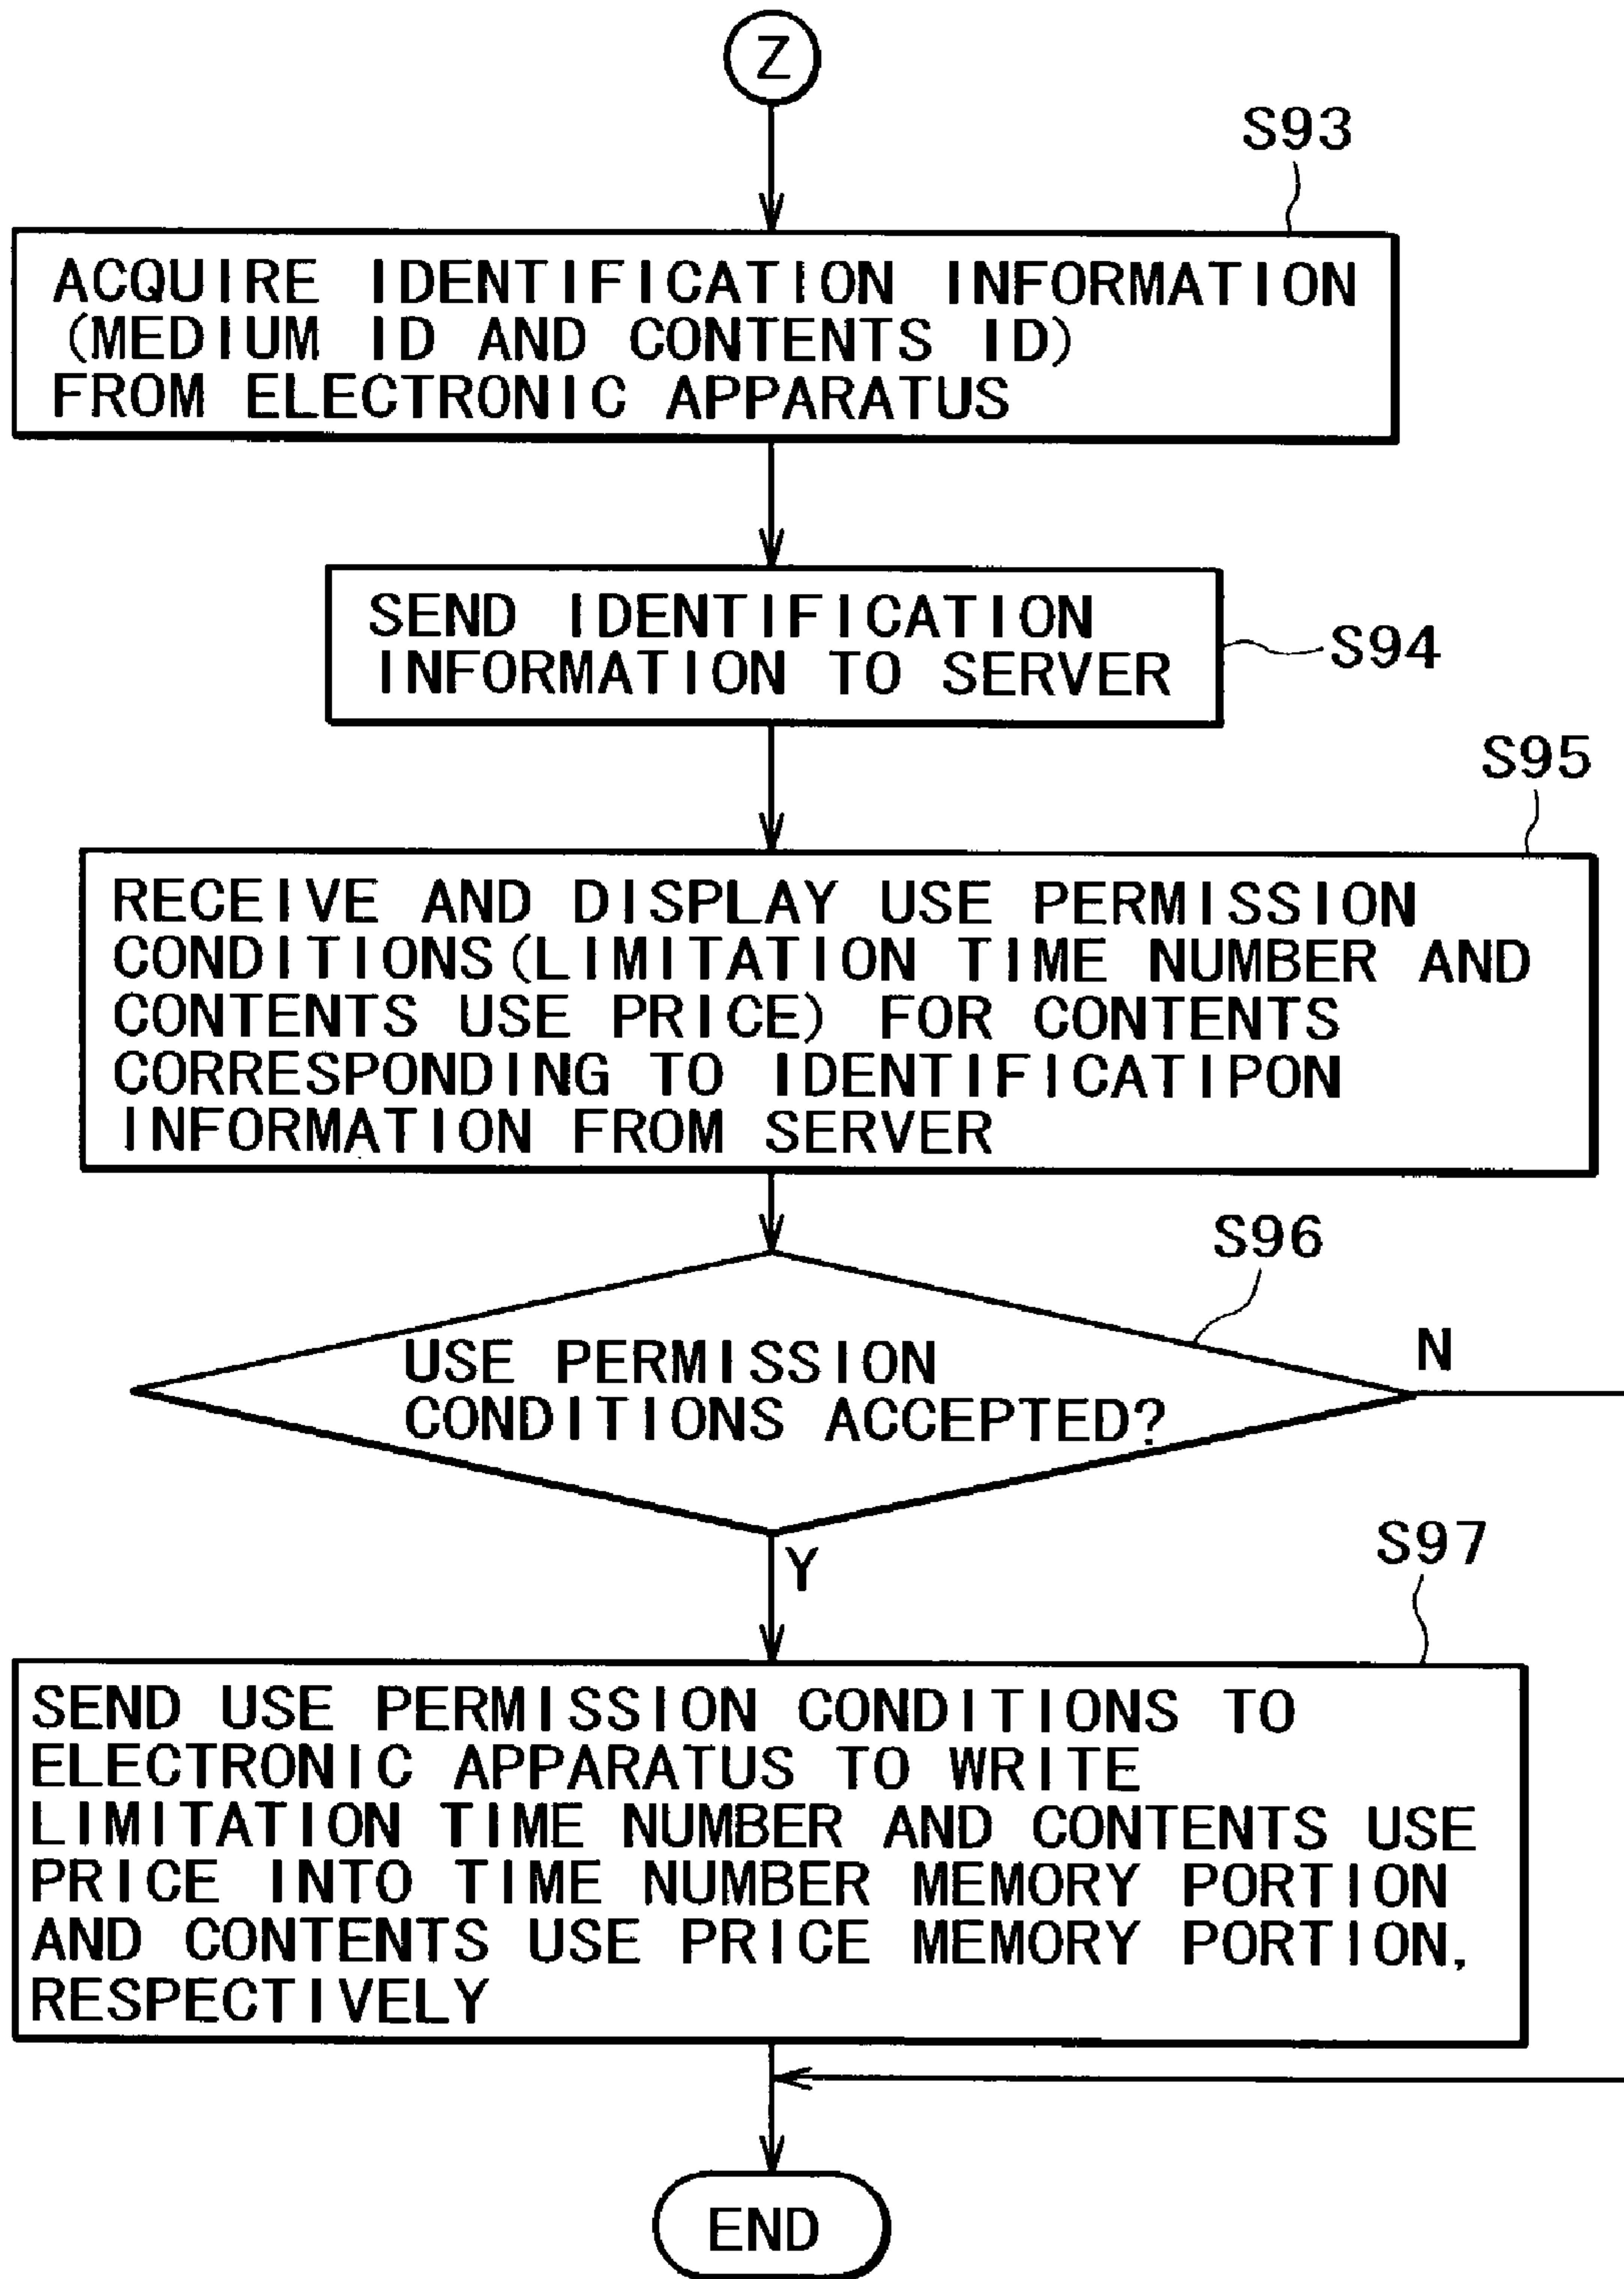 Z
S93
ACQUIRE IDENTIFICATION INFORMATION
(MEDIUM ID AND CONTENTS ID)
FROM ELECTRONIC APPARATUS
SEND IDENTIFICATION
INFORMATION TO SERVER
S94
S95
RECEIVE AND DISPLAY USE PERMISSION
CONDITIONS(LIMITATION TIME NUMBER AND
CONTENTS USE PRICE) FOR CONTENTS
CORRESPONDING TO IDENTIFICATIPON
INFORMATION FROM SERVER
S96
USE PERMISSION
CONDITIONS ACCEPTED?
N
Y
S97
SEND USE PERMISSION CONDITIONS TO
ELECTRONIC APPARATUS TO WRITE
LIMITATION TIME NUMBER AND CONTENTS USE
PRICE INTO TIME NUMBER MEMORY PORTION
AND CONTENTS USE PRICE MEMORY PORTION,
RESPECTIVELY
END